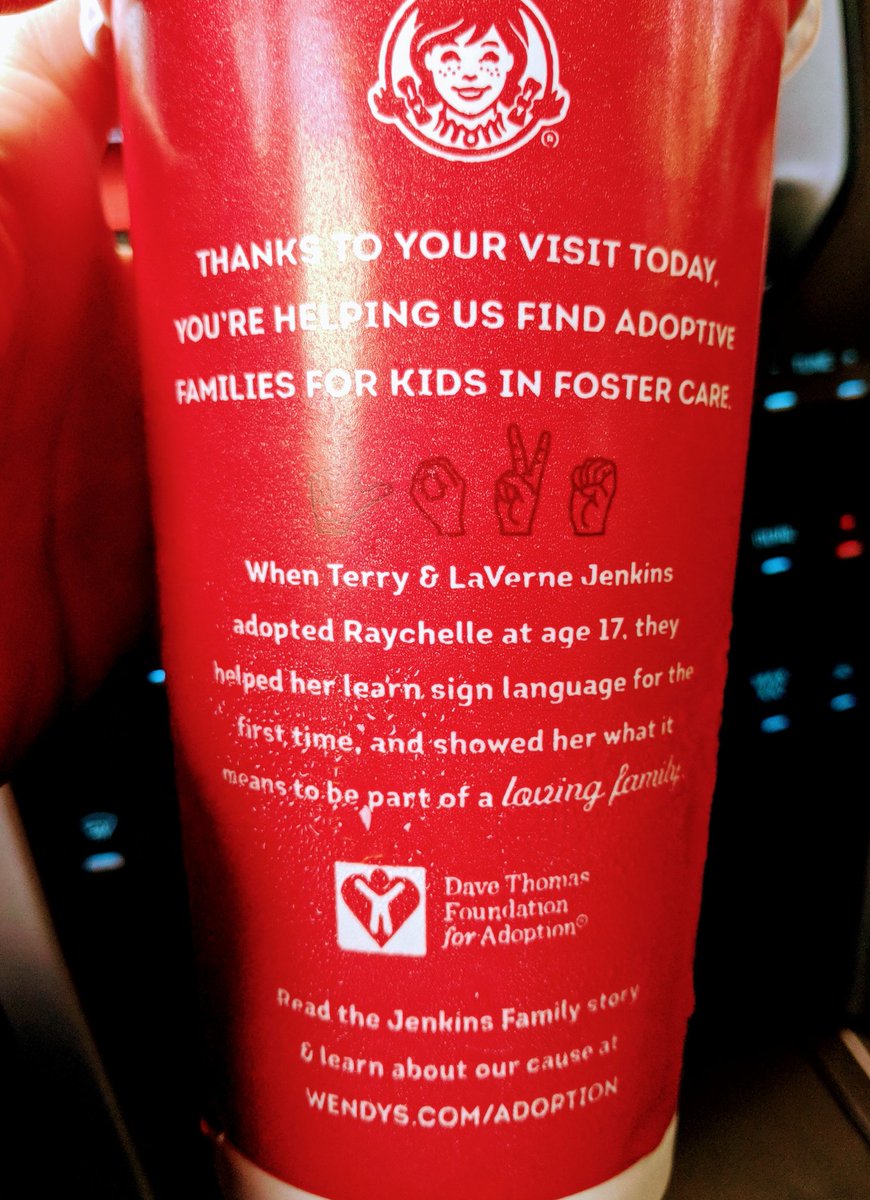 THANKS TO YOUR VISIT TODAY,
YOU'RE HELPING US FIND ADOPTIVE
FAMILIES FOR KIDS IN FOSTER CARE.
When Terry & LaVerne Jenkins
adopted Raychelle at age 17, they
helped her learn sign language for the
first time, and showed her what it
means to be part of a loving family.
Dave Thomas
Foundation
for Adoption®
Read the Jenkins Family story
& learn about our cause at
WENDYS.COM/ADOPTION